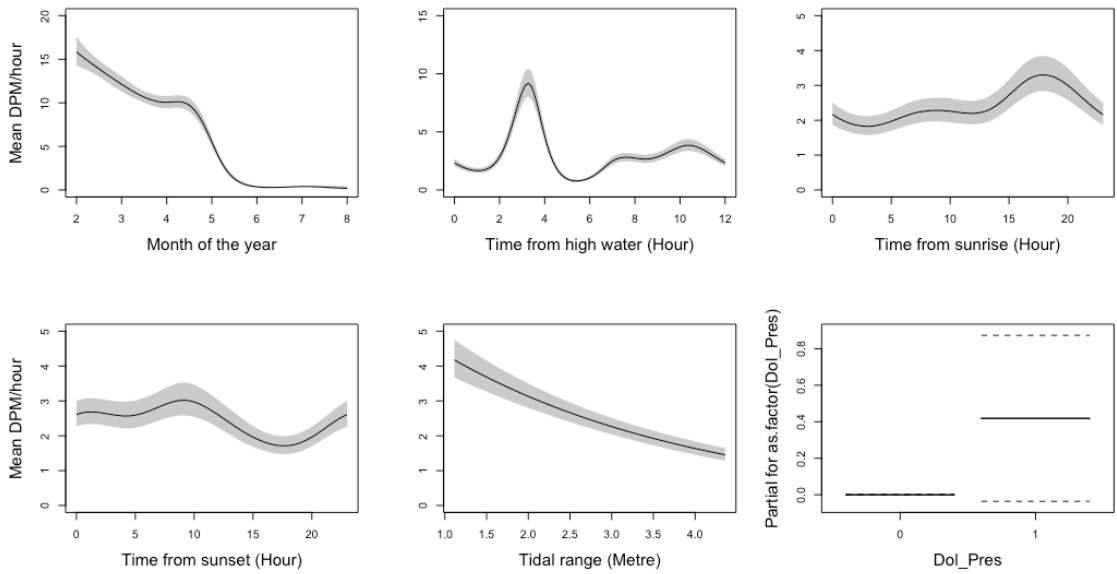 Mean DPM/hour
0 5 10 15 20
2 3 4 5 6 7 8
Month of the year
0 5 10 15
0 2 4 6 8 10 12
Time from high water (Hour)
0 1 2 3 4 5
0 5 10 15 20
Time from sunrise (Hour)
Mean DPM/hour
0 1 2 3 4 5
0 5 10 15 20
Time from sunset (Hour)
0 1 2 3 4 5
1.0 1.5 2.0 2.5 3.0 3.5 4.0
Tidal range (Metre)
Partial for as.factor(Dol_Pres)
0.0 0.2 0.4 0.6 0.8
0 1
Dol_Pres